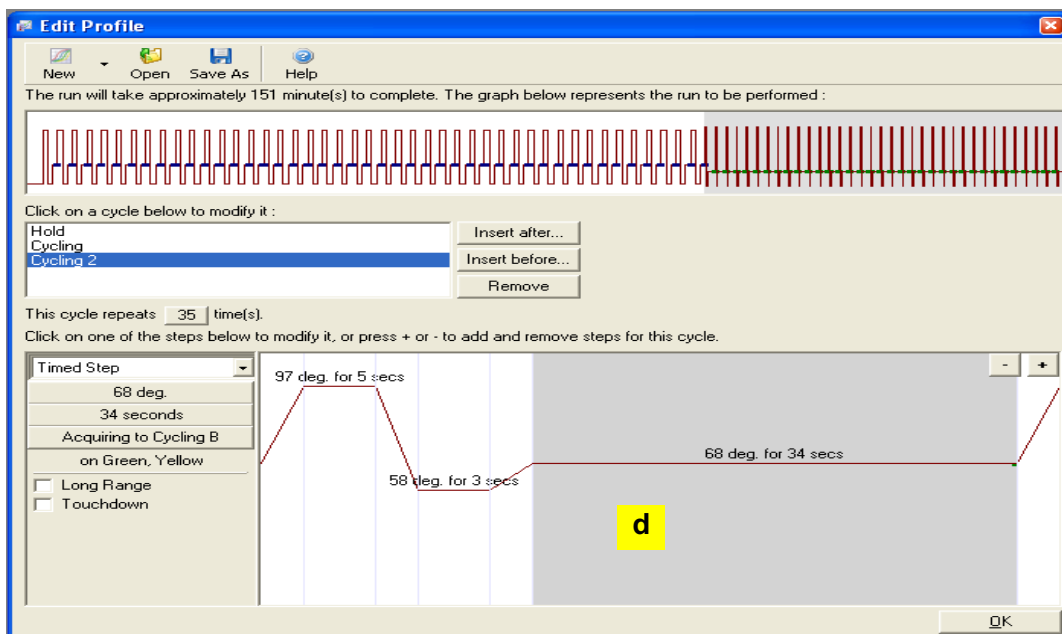 Edit Profile
New Open Save As Help
The run will take approximately 151 minute(s) to complete. The graph below represents the run to be performed :
Click on a cycle below to modify it :
Hold
Cycling
Cycling 2
Insert after...
Insert before...
Remove
This cycle repeats 35 time(s).
Click on one of the steps below to modify it, or press + or - to add and remove steps for this cycle.
Timed Step
68 deg.
34 seconds
Acquiring to Cycling B
on Green, Yellow
Long Range
Touchdown
- +
97 deg. for 5 secs
58 deg. for 3 secs
68 deg. for 34 secs
d
OK